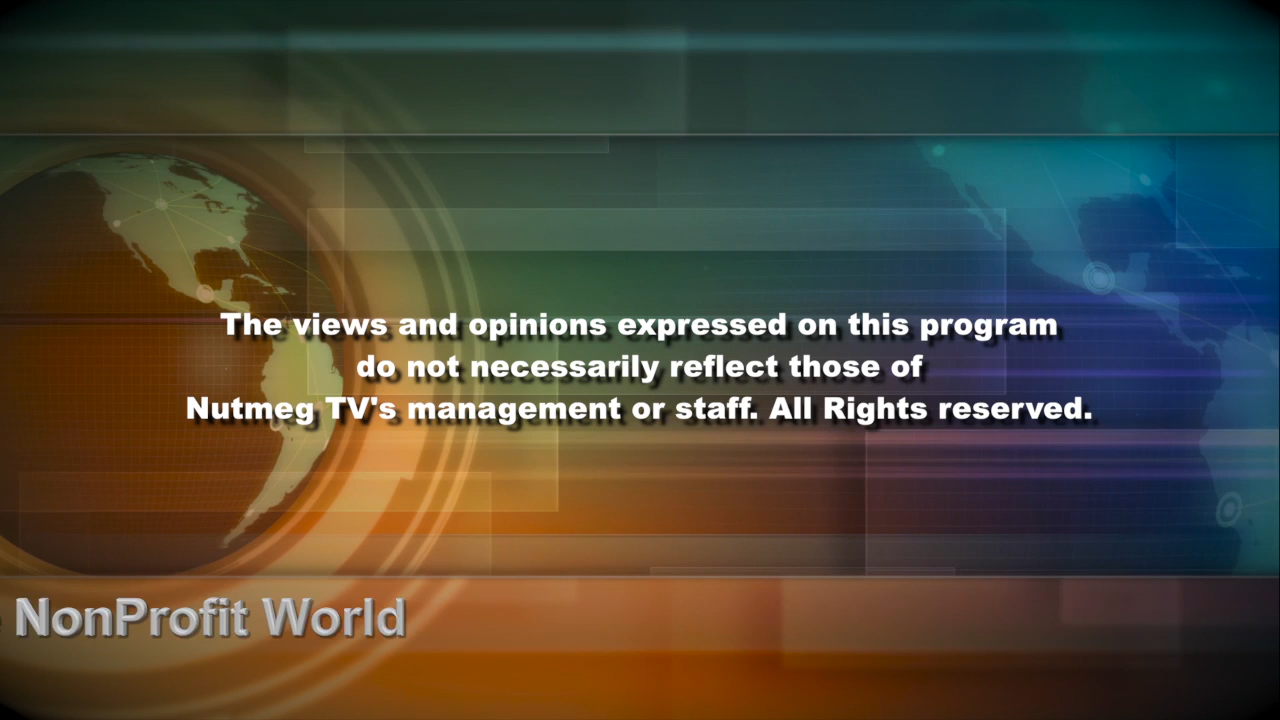 The views and opinions expressed on this program
do not necessarily reflect those of
Nutmeg TV's management or staff. All Rights reserved.
NonProfit World